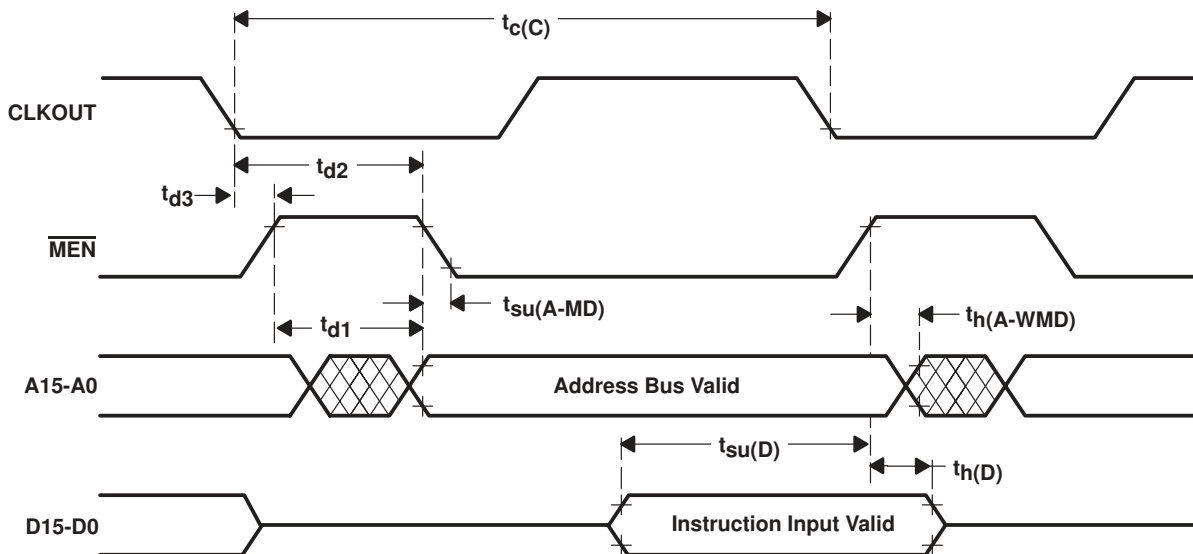 tc(C)
CLKOUT
td2
td3
MEN
tsu(A-MD)
th(A-WMD)
td1
A15-A0
Address Bus Valid
tsu(D)
th(D)
D15-D0
Instruction Input Valid